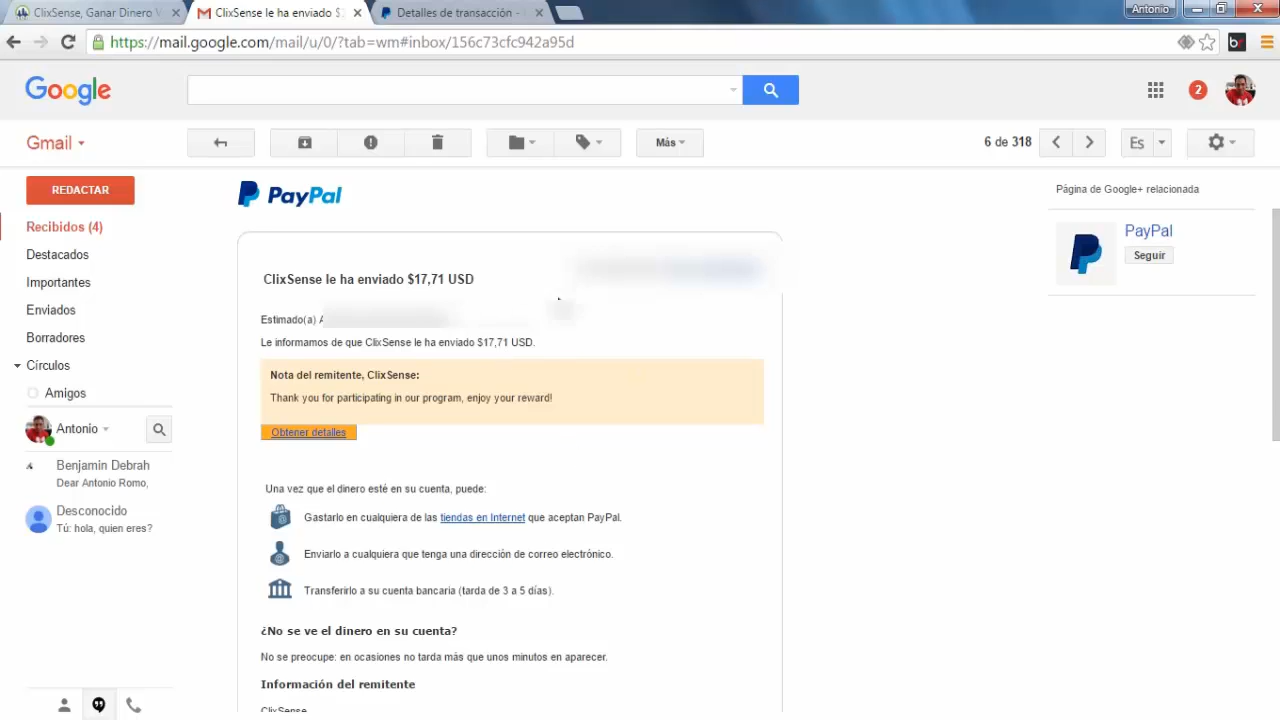 ClixSense, Ganar Dinero V
ClixSense le ha enviado $1
Detalles de transacción -
Antonio
https://mail.google.com/mail/u/0/?tab=wm#inbox/156c73cfc942a95d
Google
2
Gmail
Más
6 de 318
Es
REDACTAR
Recibidos (4)
Destacados
Importantes
Enviados
Borradores
Círculos
Amigos
Antonio
Benjamin Debrah
Dear Antonio Romo,
Desconocido
Tú: hola, quien eres?
PayPal
ClixSense le ha enviado $17,71 USD
Estimado(a) A
Le informamos de que ClixSense le ha enviado $17,71 USD.
Nota del remitente, ClixSense:
Thank you for participating in our program, enjoy your reward!
Obtener detalles
Una vez que el dinero esté en su cuenta, puede:
Gastarlo en cualquiera de las tiendas en Internet que aceptan PayPal.
Enviarlo a cualquiera que tenga una dirección de correo electrónico.
Transferirlo a su cuenta bancaria (tarda de 3 a 5 días).
¿No se ve el dinero en su cuenta?
No se preocupe: en ocasiones no tarda más que unos minutos en aparecer.
Información del remitente
ClixSense
Página de Google+ relacionada
PayPal
Seguir